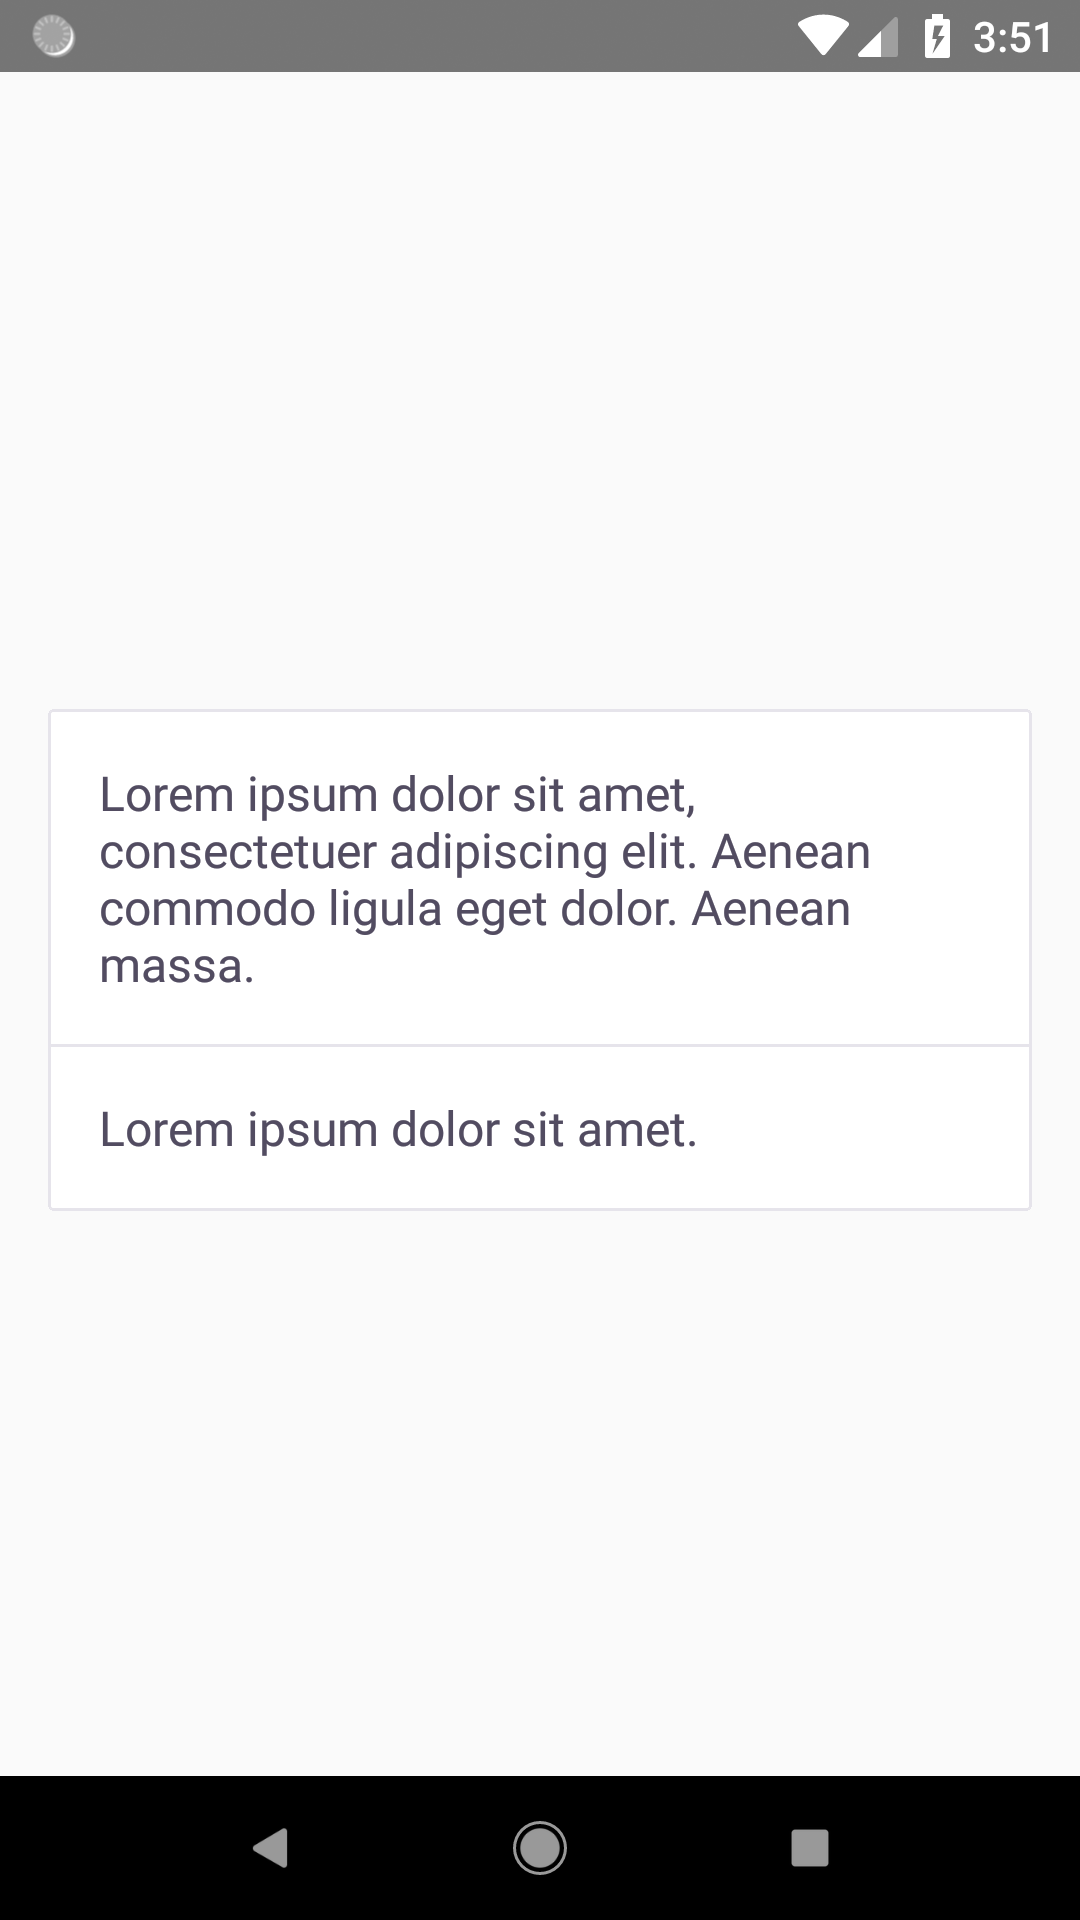 3:51
Lorem ipsum dolor sit amet,
consectetuer adipiscing elit. Aenean
commodo ligula eget dolor. Aenean
massa.
Lorem ipsum dolor sit amet.